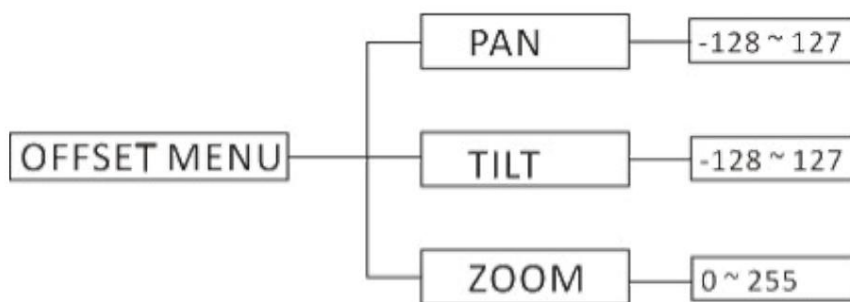 PAN
-128 ~ 127
OFFSET MENU
TILT
-128 ~ 127
ZOOM
0 ~ 255